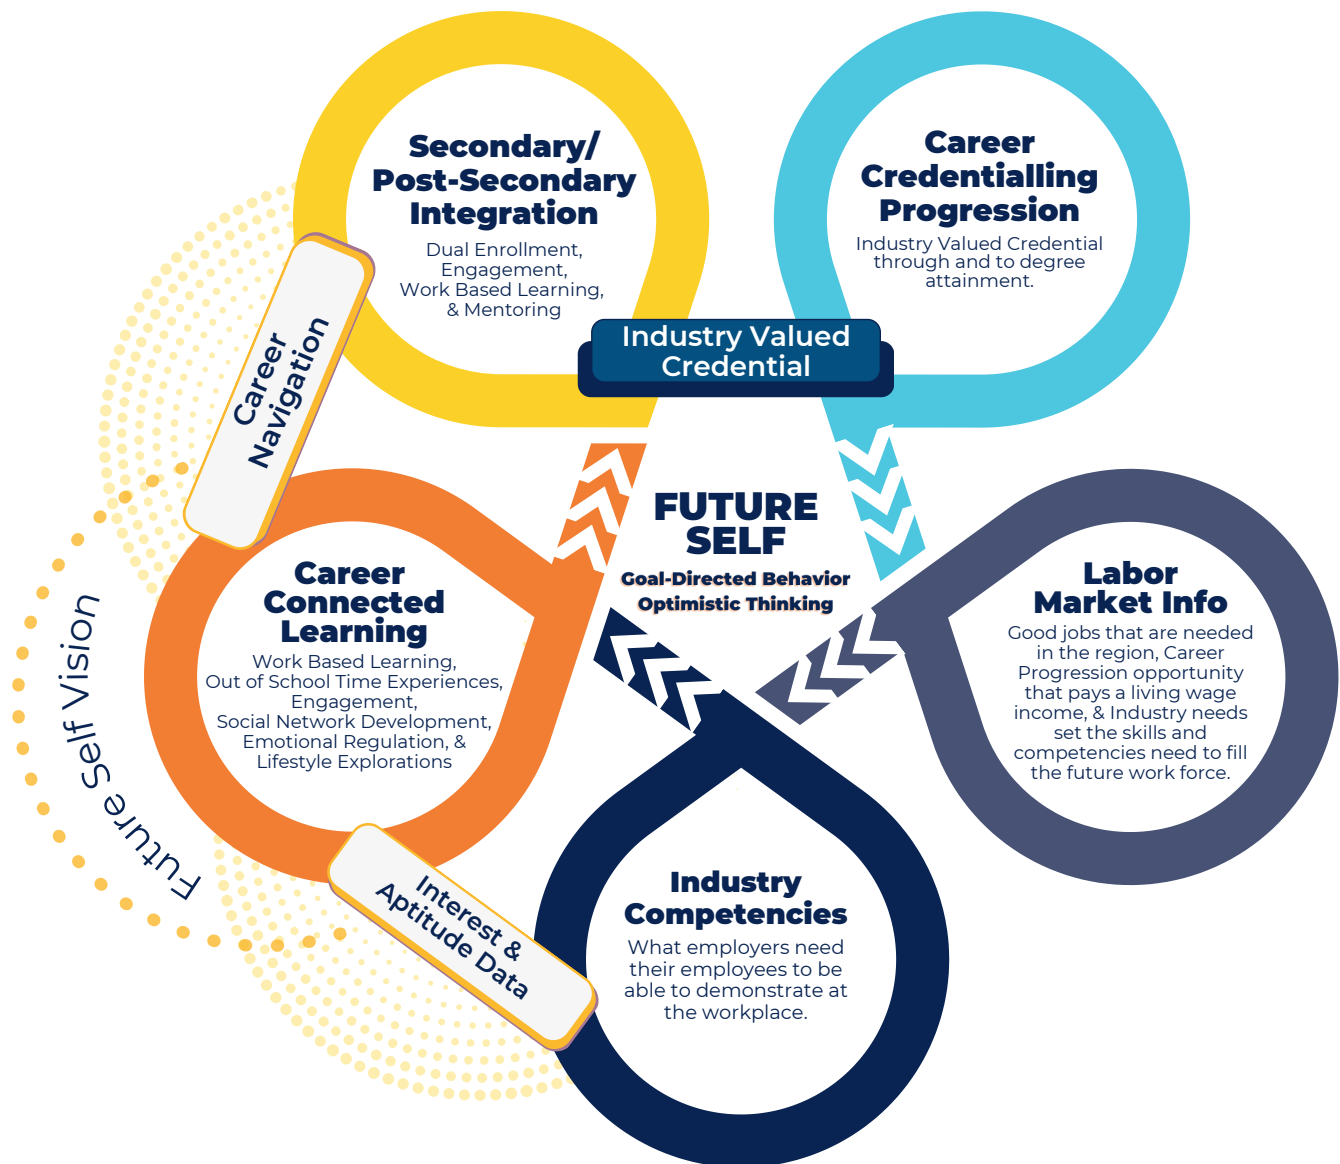 Secondary/
Post-Secondary
Integration
Dual Enrollment,
Engagement,
Work Based Learning,
& Mentoring
Career
Credentialling
Progression
Industry Valued Credential
through and to degree
attainment.
Industry Valued
Credential
Career
Navigation
FUTURE
SELF
Goal-Directed Behavior
Optimistic Thinking
Career
Connected
Learning
Work Based Learning,
Out of School Time Experiences,
Engagement,
Social Network Development,
Emotional Regulation, &
Lifestyle Explorations
Labor
Market Info
Good jobs that are needed
in the region, Career
Progression opportunity
that pays a living wage
income, & Industry needs
set the skills and
competencies need to fill
the future work force.
Future Self Vision
Interest &
Aptitude Data
Industry
Competencies
What employers need
their employees to be
able to demonstrate at
the workplace.